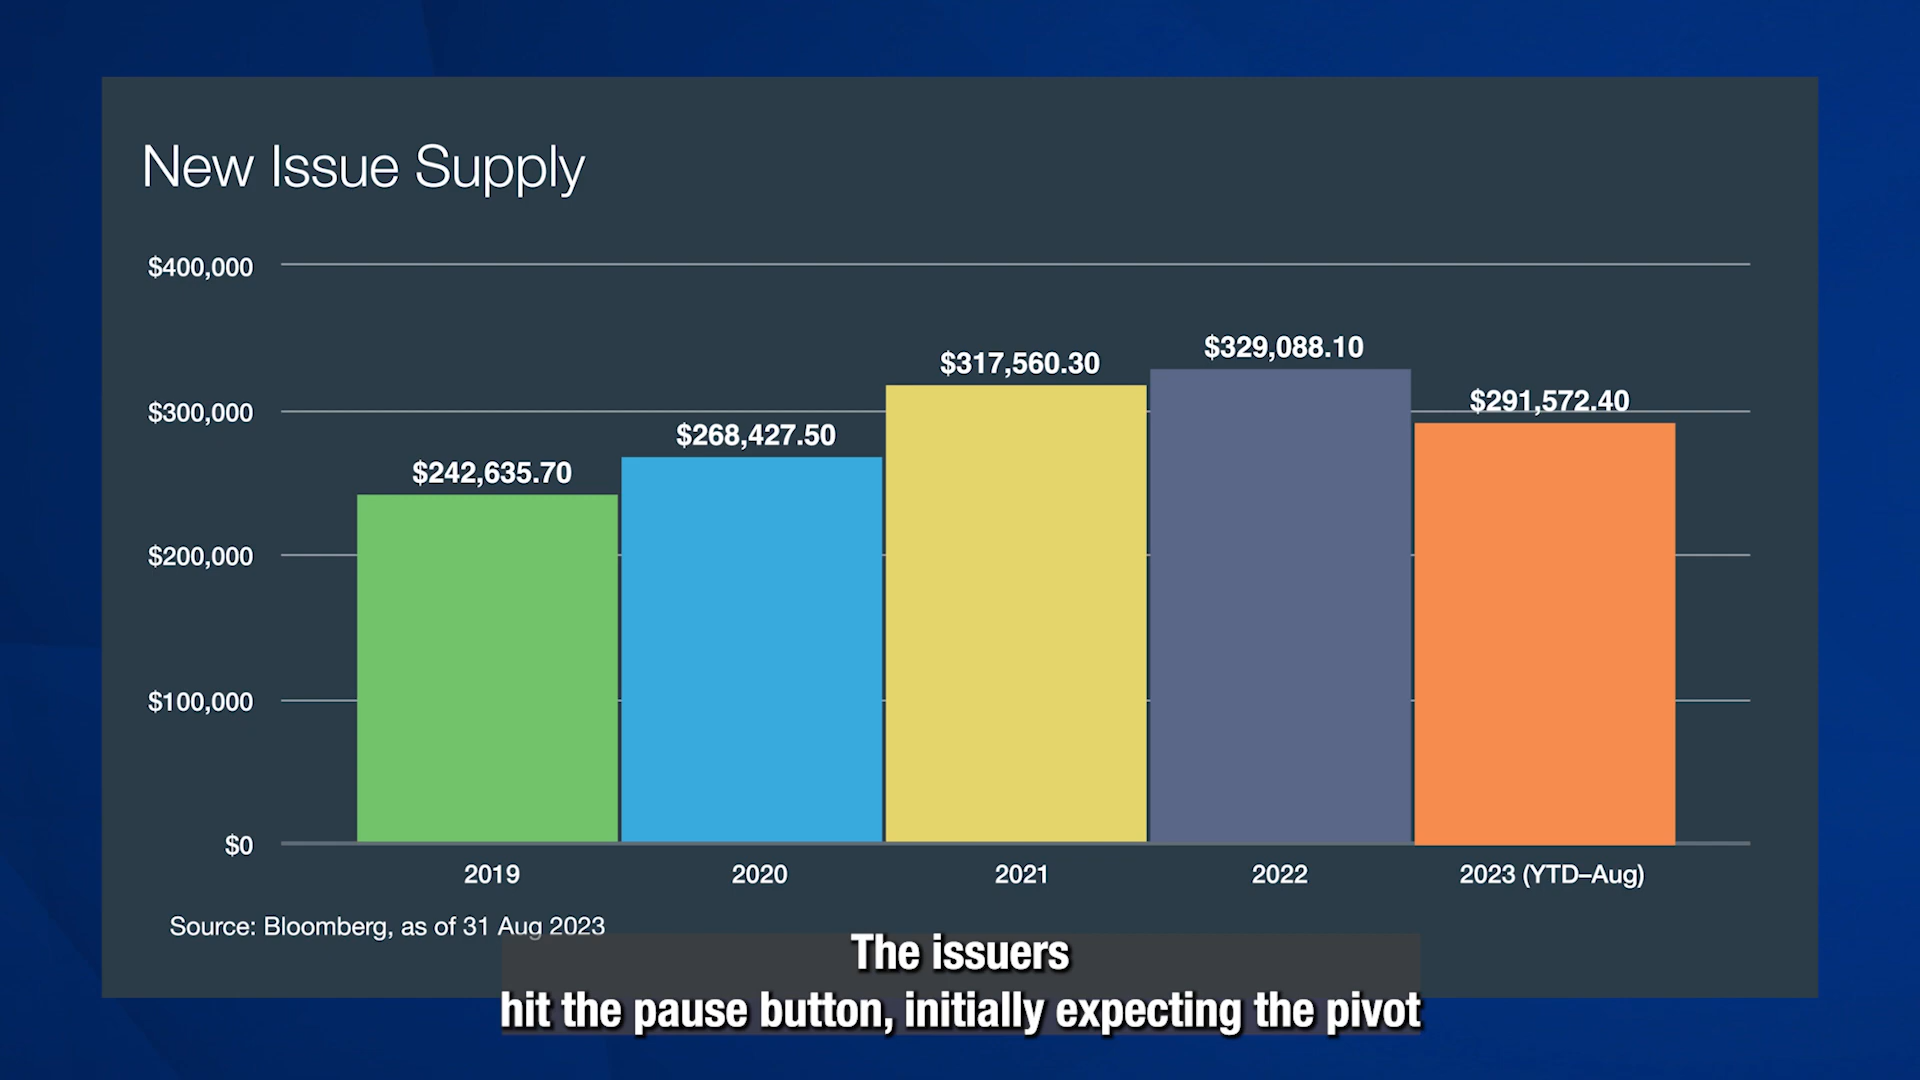 New Issue Supply
$400,000
$300,000
$200,000
$100,000
$0
$242,635.70
$268,427.50
$317,560.30
$329,088.10
$291,572.40
2019
2020
2021
2022
2023 (YTD–Aug)
Source: Bloomberg, as of 31 Aug 2023
The issuers
hit the pause button, initially expecting the pivot